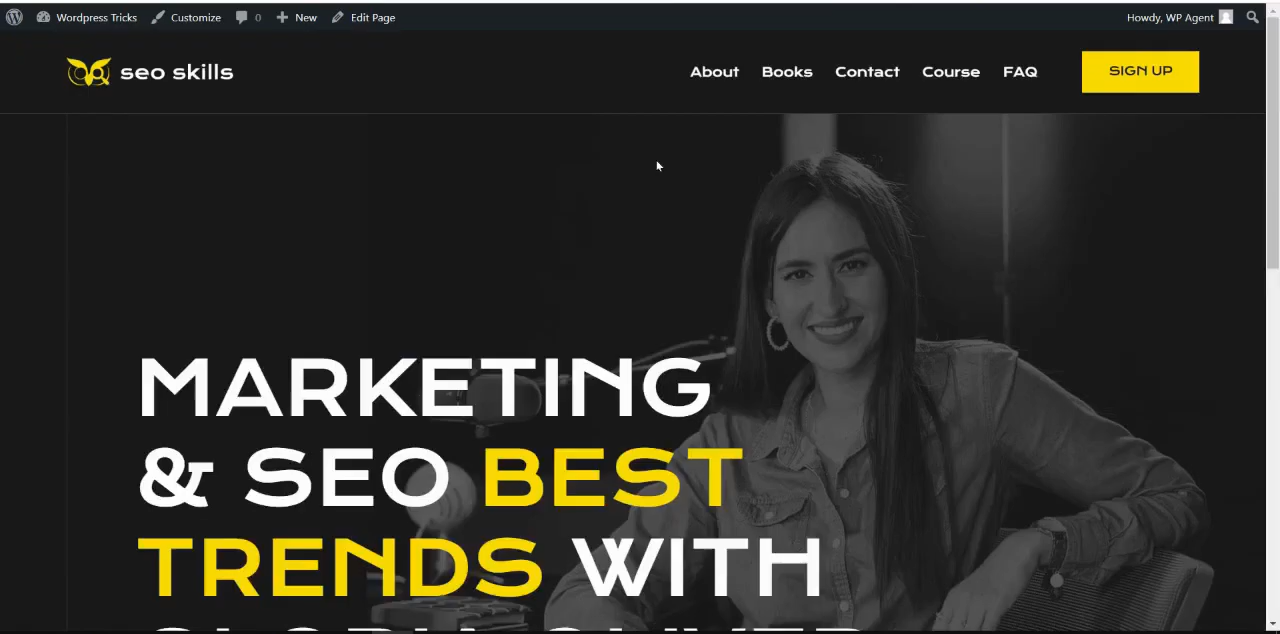 Wordpress Tricks Customize 0 New Edit Page Howdy, WP Agent
seo skills About Books Contact Course FAQ SIGN UP
MARKETING
& SEO BEST
TRENDS WITH